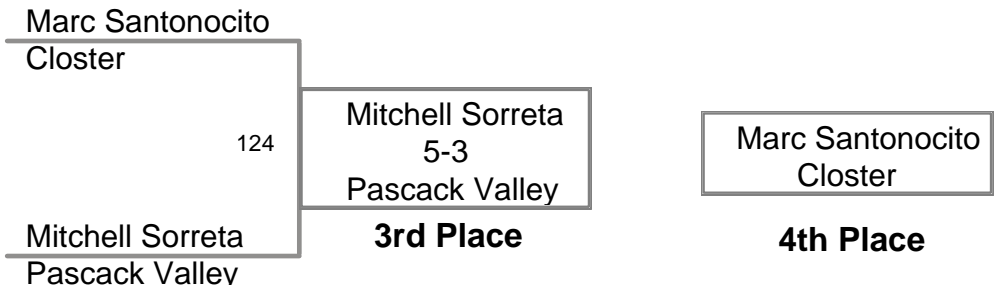 Marc Santonocito
Closter
124
Mitchell Sorreta
5-3
Pascack Valley
3rd Place
Mitchell Sorreta
Pascack Valley
Marc Santonocito
Closter
4th Place